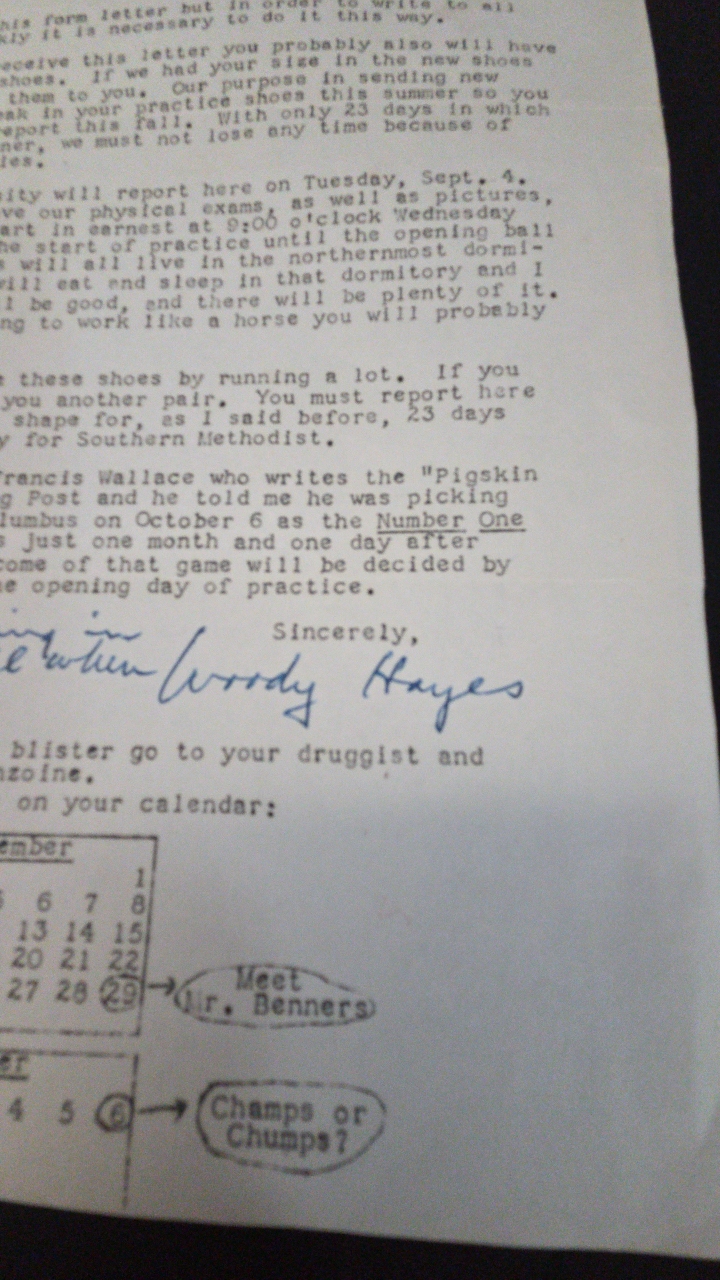 his form letter but in order to write to all
kly it is necessary to do it this way.
eceive this letter you probably also will have
shoes. If we had your size in the new shoes
them to you. Our purpose in sending new
eak in your practice shoes this summer so you
eport this fall. With only 23 days in which
ner, we must not lose any time because of
ies.
sity will report here on Tuesday, Sept. 4.
ve our physical exams, as well as pictures,
art in earnest at 9:00 o'clock Wednesday
he start of practice until the opening ball
s will all live in the northernmost dormi-
will eat and sleep in that dormitory and I
l be good, and there will be plenty of it.
ng to work like a horse you will probably
e these shoes by running a lot. If you
you another pair. You must report here
shape for, as I said before, 23 days
y for Southern Methodist.
Francis Wallace who writes the "Pigskin
g Post and he told me he was picking
lumbus on October 6 as the Number One
s just one month and one day after
come of that game will be decided by
he opening day of practice.
Sincerely,
ing in
when Woody Hayes
blister go to your druggist and
nzoine.
on your calendar:
ember
1
6 7 8
13 14 15
20 21 22
27 28 29 Meet
Mr. Benners
er
4 5 6 Champs or
Chumps?